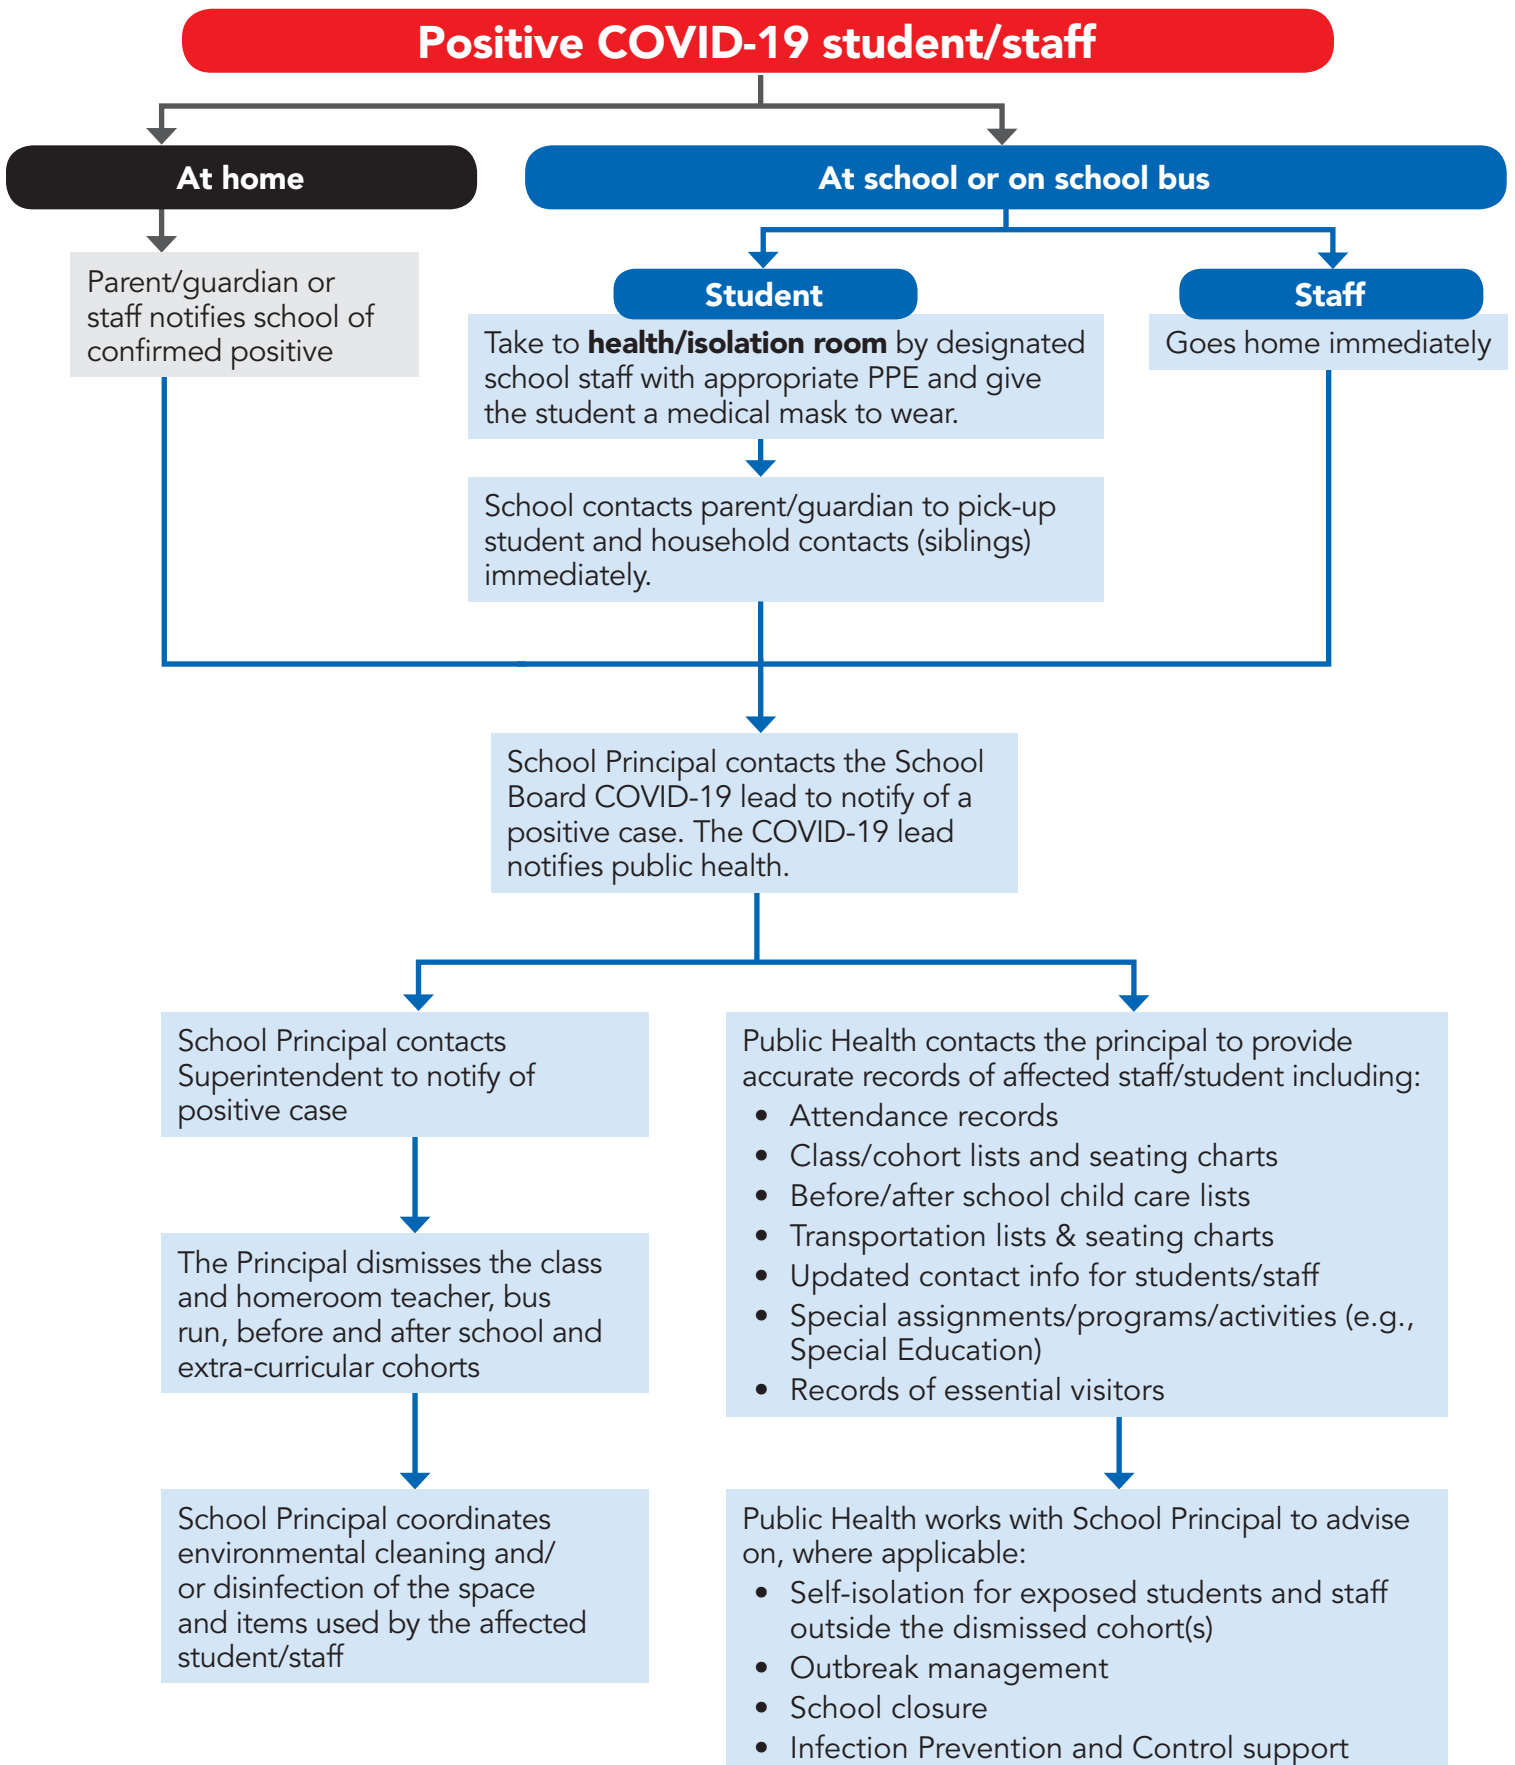 Positive COVID-19 student/staff
At home
At school or on school bus
Parent/guardian or
staff notifies school of
confirmed positive
Student
Take to health/isolation room by designated
school staff with appropriate PPE and give
the student a medical mask to wear.
Staff
Goes home immediately
School contacts parent/guardian to pick-up
student and household contacts (siblings)
immediately.
School Principal contacts the School
Board COVID-19 lead to notify of a
positive case. The COVID-19 lead
notifies public health.
School Principal contacts
Superintendent to notify of
positive case
The Principal dismisses the class
and homeroom teacher, bus
run, before and after school and
extra-curricular cohorts
School Principal coordinates
environmental cleaning and/
or disinfection of the space
and items used by the affected
student/staff
Public Health contacts the principal to provide
accurate records of affected staff/student including:
• Attendance records
• Class/cohort lists and seating charts
• Before/after school child care lists
• Transportation lists & seating charts
• Updated contact info for students/staff
• Special assignments/programs/activities (e.g.,
Special Education)
• Records of essential visitors
Public Health works with School Principal to advise
on, where applicable:
• Self-isolation for exposed students and staff
outside the dismissed cohort(s)
• Outbreak management
• School closure
• Infection Prevention and Control support